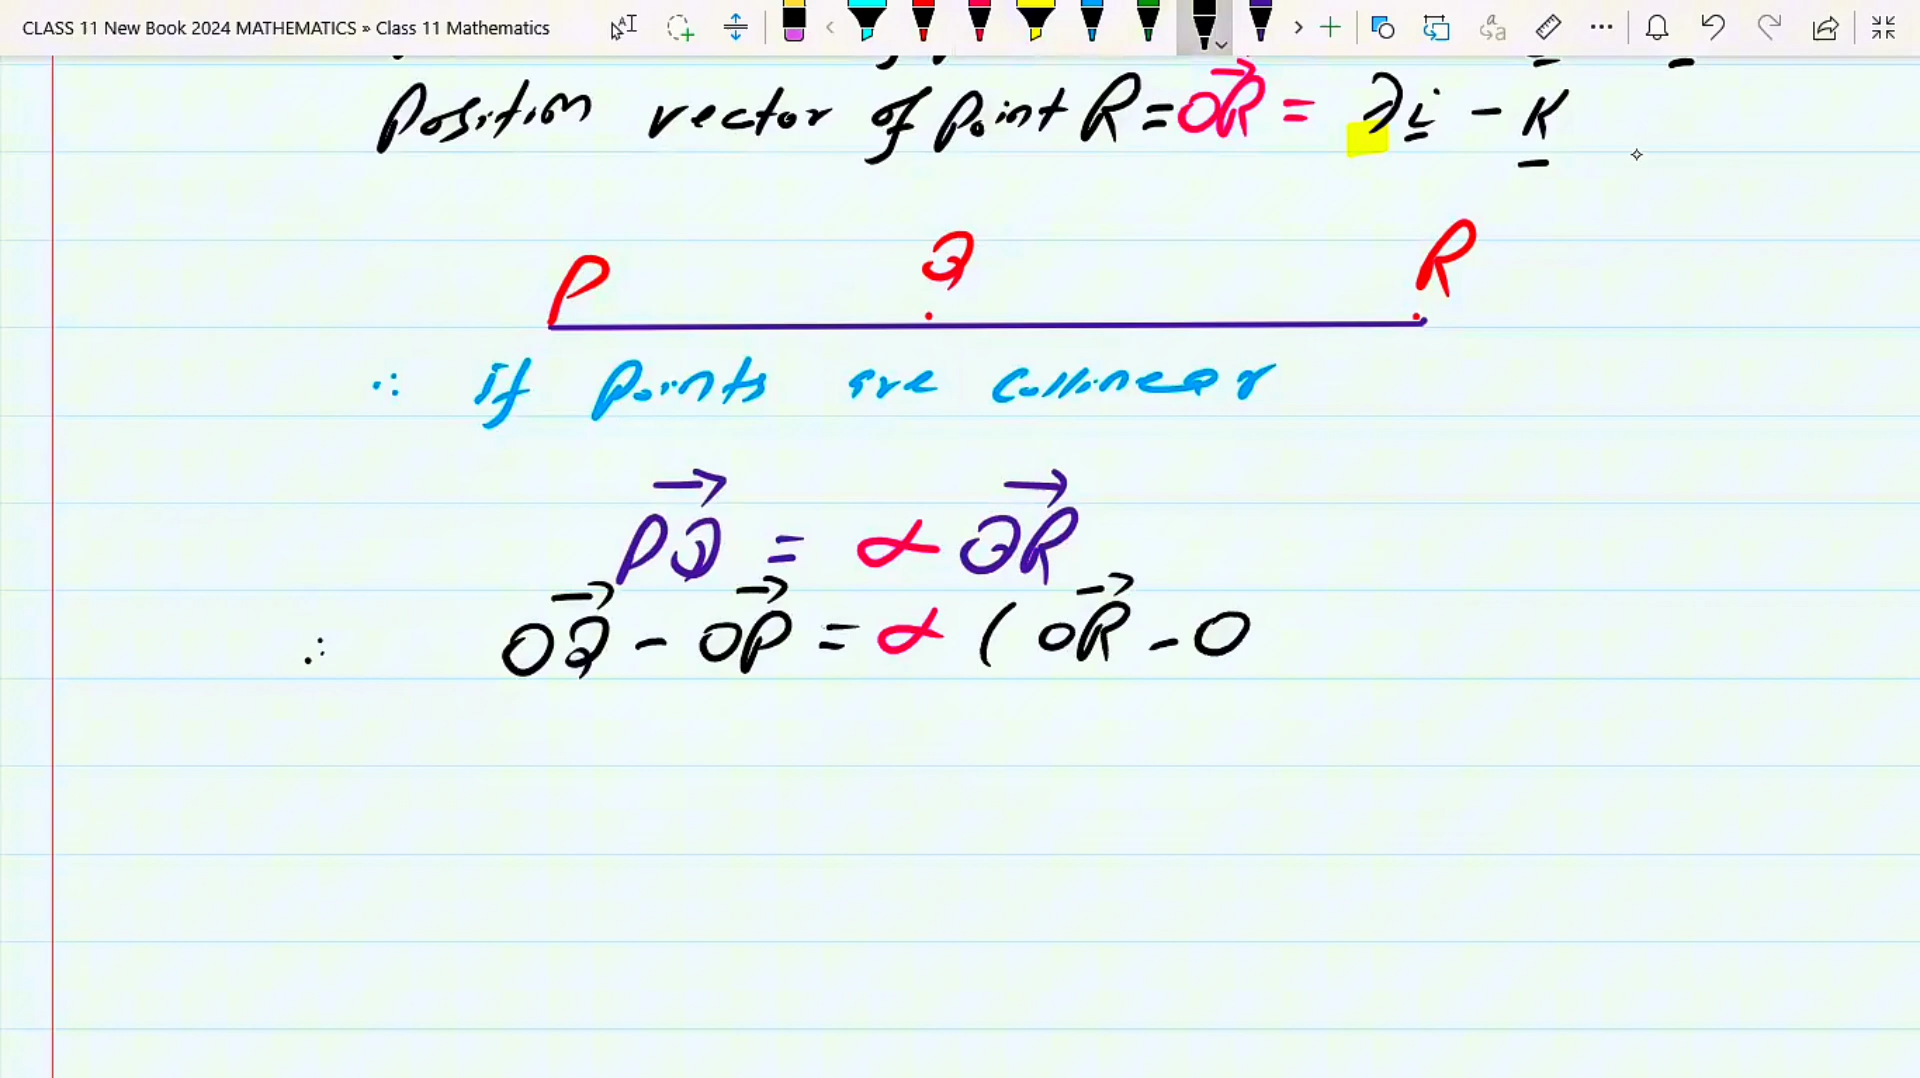 CLASS 11 New Book 2024 MATHEMATICS » Class 11 Mathematics
Position vector of point R = OR⃗ = λi - K
P Q R
∴ if points are collinear
PQ⃗ = α QR⃗
∴ OQ⃗ - OP⃗ = α ( OR⃗ - O